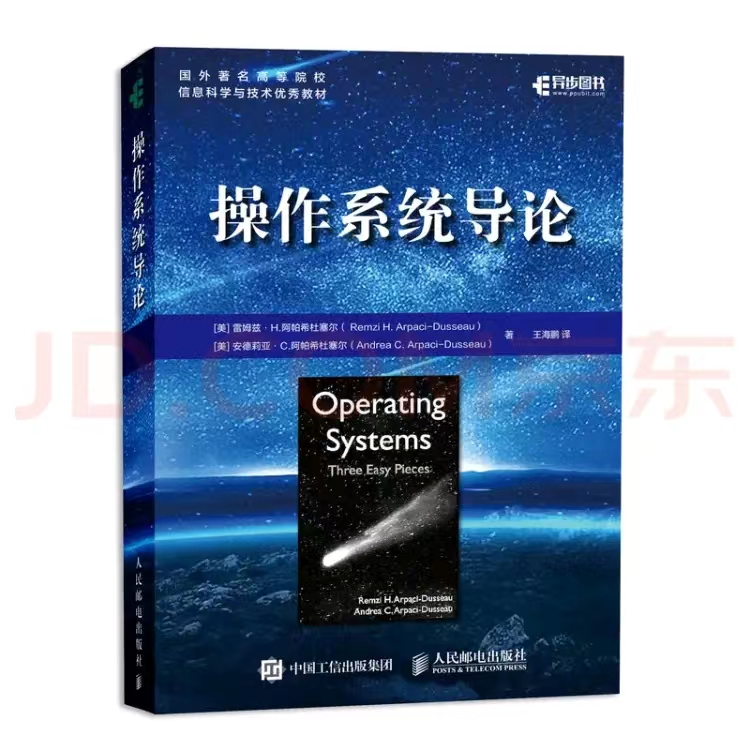 国外著名高等院校
信息科学与技术优秀教材
异步图书
www.epubit.com
操作系统导论
[美] 雷姆兹·H.阿帕希杜塞尔( Remzi H. Arpaci-Dusseau )
[美] 安德莉亚·C.阿帕希杜塞尔( Andrea C. Arpaci-Dusseau )
著 王海鹏 译
JD.COM京东
Operating
Systems
Three Easy Pieces
Remzi H. Arpaci-Dusseau
Andrea C. Arpaci-Dusseau
中国工信出版集团
人民邮电出版社
POSTS & TELECOM PRESS
操作系统导论
人民邮电出版社